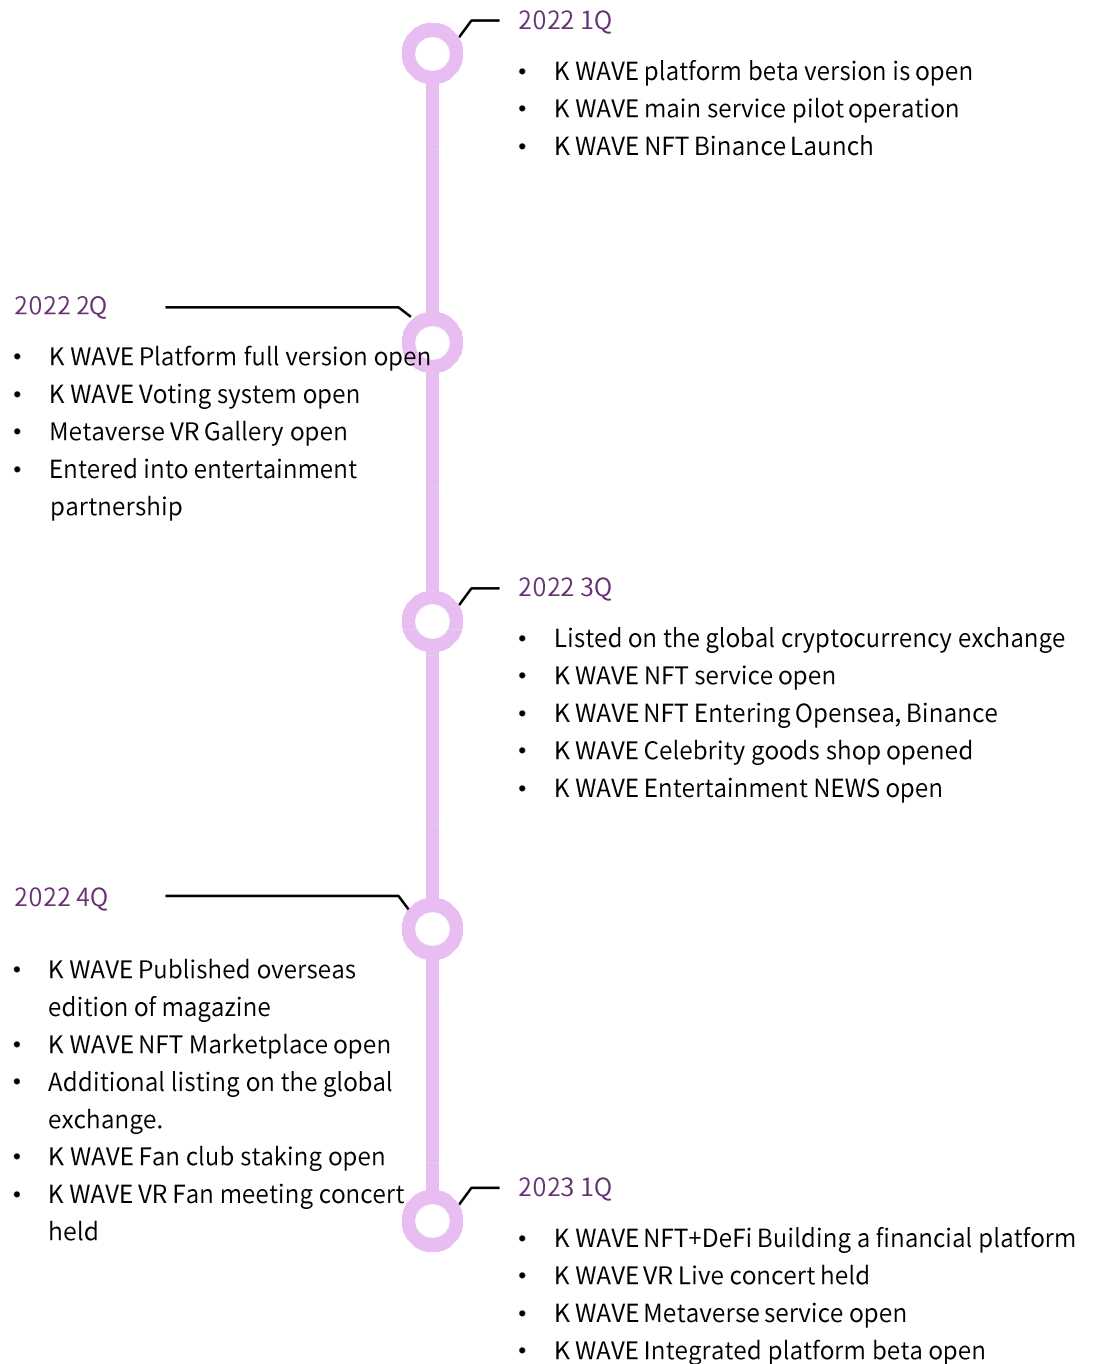 2022 1Q
• K WAVE platform beta version is open
• K WAVE main service pilot operation
• K WAVE NFT Binance Launch
2022 2Q
• K WAVE Platform full version open
• K WAVE Voting system open
• Metaverse VR Gallery open
• Entered into entertainment
partnership
2022 3Q
• Listed on the global cryptocurrency exchange
• K WAVE NFT service open
• K WAVE NFT Entering Opensea, Binance
• K WAVE Celebrity goods shop opened
• K WAVE Entertainment NEWS open
2022 4Q
• K WAVE Published overseas
edition of magazine
• K WAVE NFT Marketplace open
• Additional listing on the global
exchange.
• K WAVE Fan club staking open
• K WAVE VR Fan meeting concert
held
2023 1Q
• K WAVE NFT+DeFi Building a financial platform
• K WAVE VR Live concert held
• K WAVE Metaverse service open
• K WAVE Integrated platform beta open